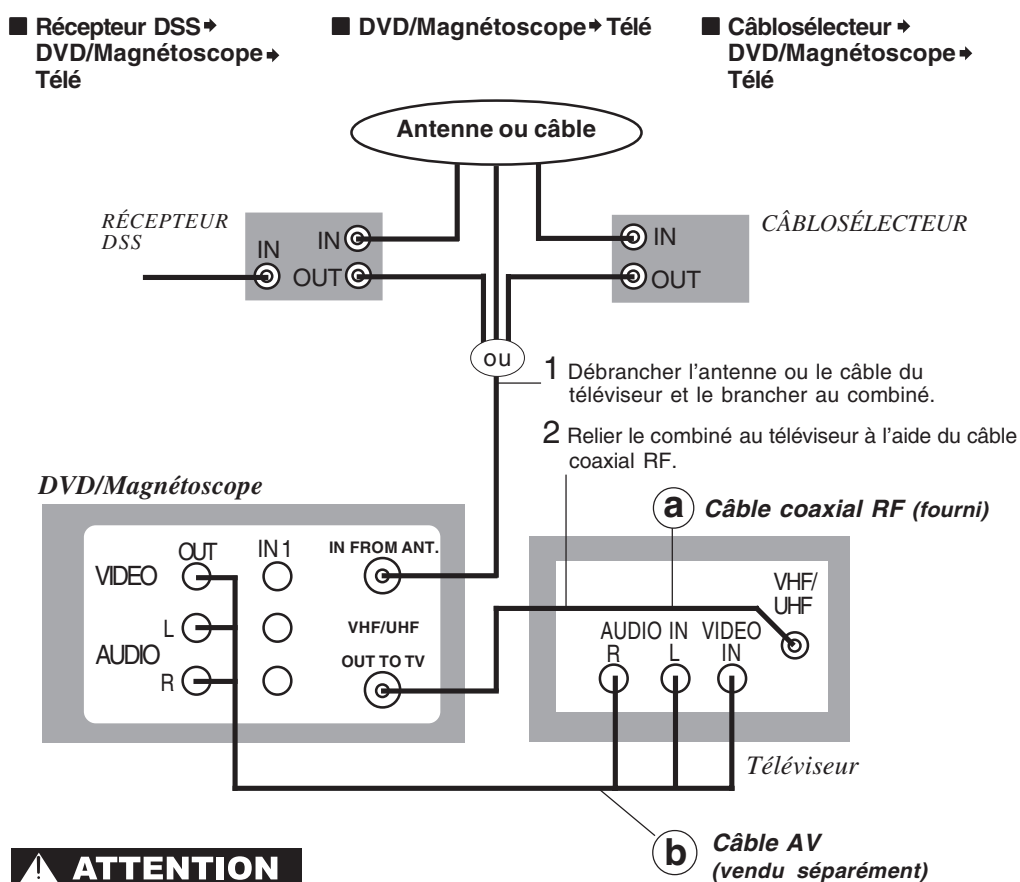 ■ Récepteur DSS➧
DVD/Magnétoscope➧
Télé
■ DVD/Magnétoscope➧Télé
■ Câblosélecteur➧
DVD/Magnétoscope➧
Télé
Antenne ou câble
RÉCEPTEUR
DSS
IN
IN
OUT
IN
OUT
CÂBLOSÉLECTEUR
ou
1 Débrancher l’antenne ou le câble du
téléviseur et le brancher au combiné.
2 Relier le combiné au téléviseur à l’aide du câble
coaxial RF.
DVD/Magnétoscope
OUT
IN 1
IN FROM ANT.
VIDEO
L
AUDIO
R
VHF/UHF
OUT TO TV
a Câble coaxial RF (fourni)
VHF/
UHF
AUDIO IN VIDEO
R L IN
Téléviseur
b Câble AV
(vendu séparément)
ATTENTION